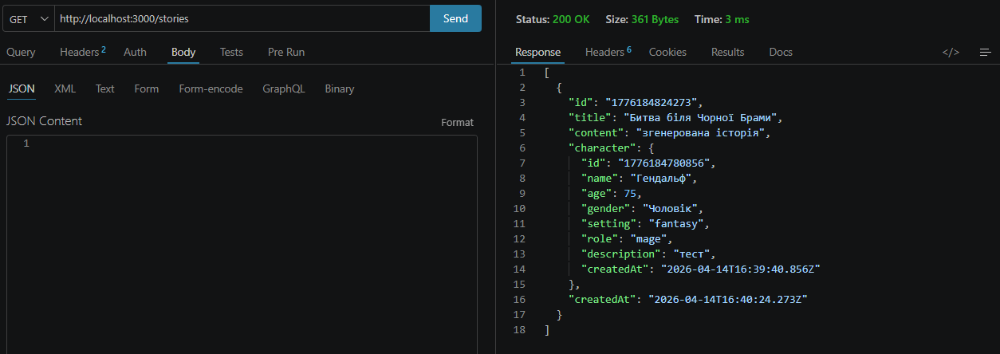 GET http://localhost:3000/stories Send
Query Headers 2 Auth Body Tests Pre Run
JSON XML Text Form Form-encode GraphQL Binary
JSON Content Format
1
Status: 200 OK Size: 361 Bytes Time: 3 ms
Response Headers 6 Cookies Results Docs </>
1 [
2 {
3 "id": "1776184824273",
4 "title": "Битва біля Чорної Брами",
5 "content": "згенерована історія",
6 "character": {
7 "id": "1776184780856",
8 "name": "Гендальф",
9 "age": 75,
10 "gender": "Чоловік",
11 "setting": "fantasy",
12 "role": "mage",
13 "description": "тест",
14 "createdAt": "2026-04-14T16:39:40.856Z"
15 },
16 "createdAt": "2026-04-14T16:40:24.273Z"
17 }
18 ]